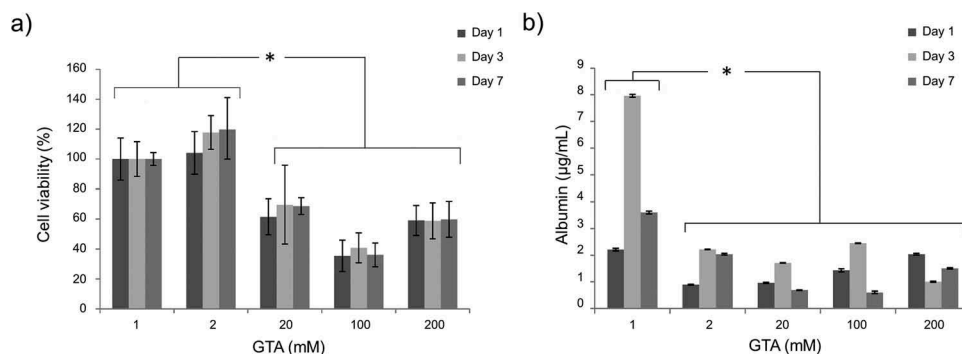 a)
Day 1
Day 3
Day 7
*
160
140
120
100
80
60
40
20
0
Cell viability (%)
1 2 20 100 200
GTA (mM)
b)
Day 1
Day 3
Day 7
*
9
8
7
6
5
4
3
2
1
0
Albumin (µg/mL)
1 2 20 100 200
GTA (mM)